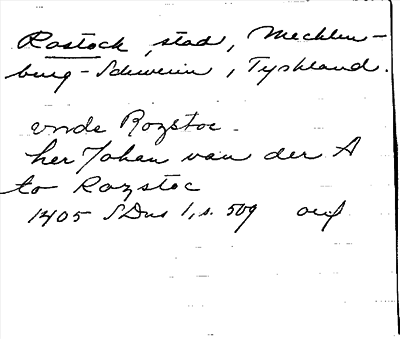 Rostock, stad, Mecklen-
burg-Schwerin, Tyskland.
vnde Rozstoc
her Johan van der A
to Rozstoc
1405 SDns 1, s. 509 orig